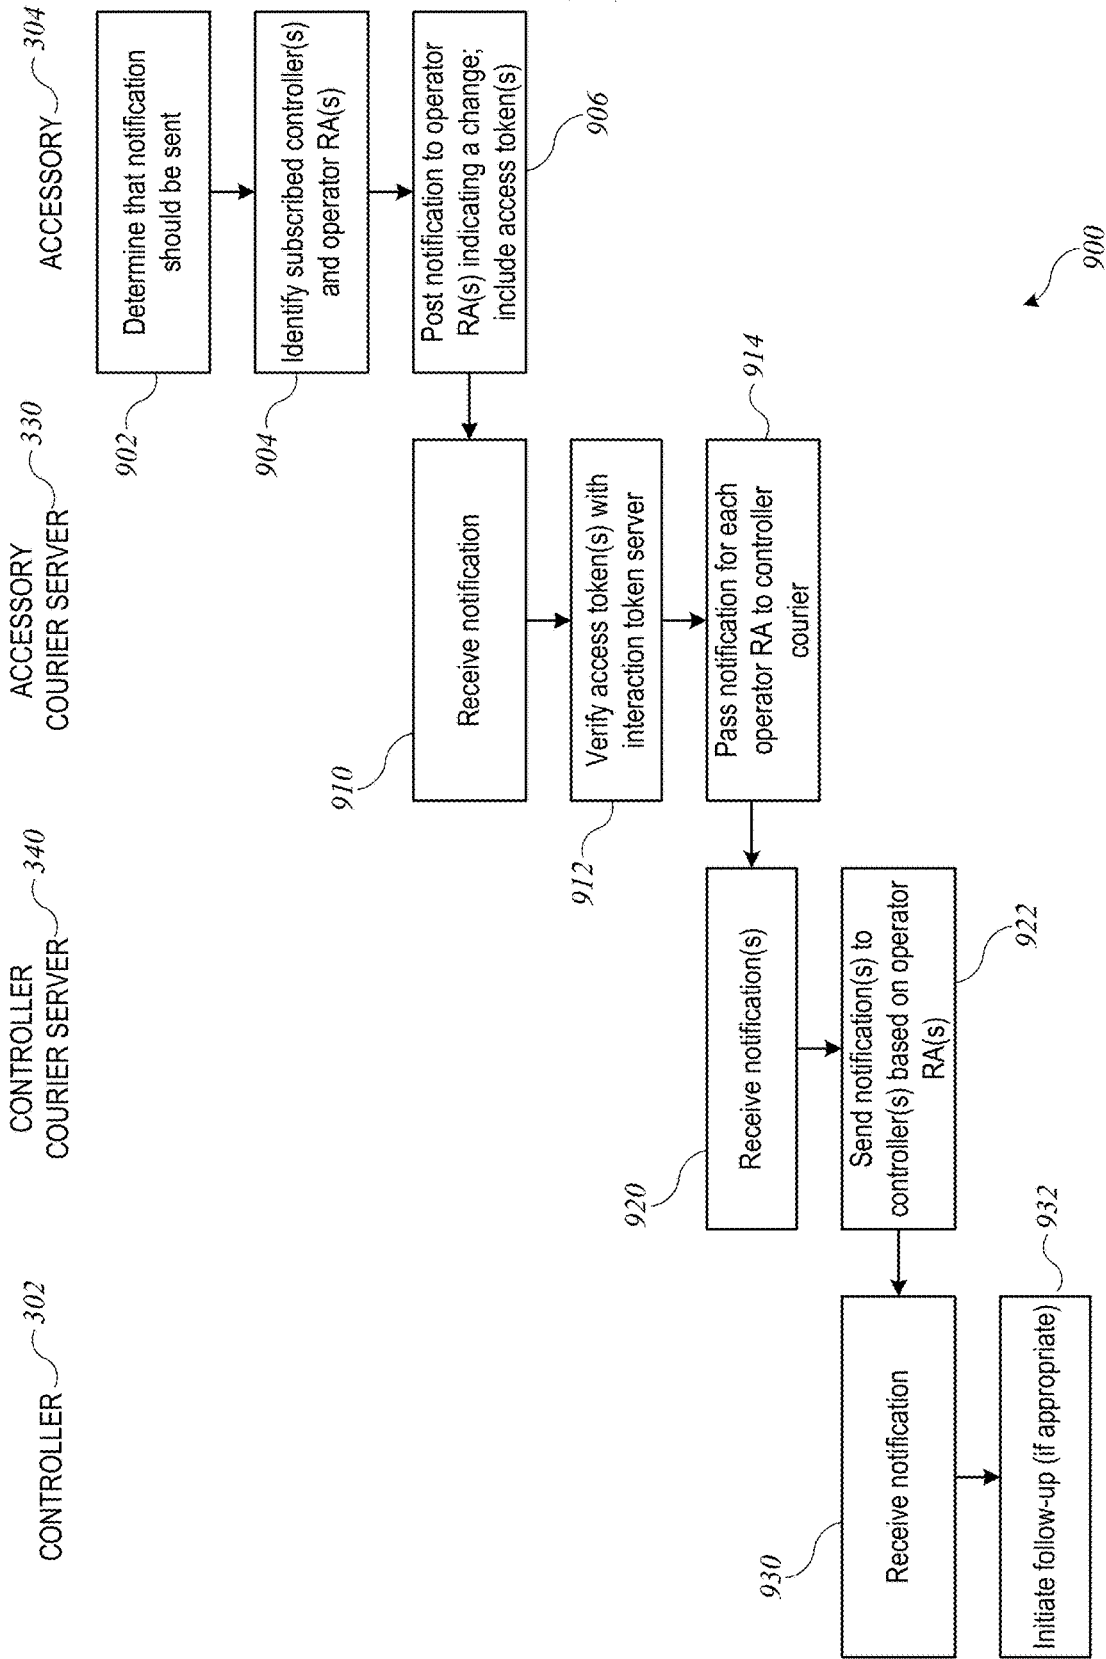 CONTROLLER 302
CONTROLLER
COURIER SERVER 340
ACCESSORY
COURIER SERVER 330
ACCESSORY 304
902
Determine that notification
should be sent
904
Identify subscribed controller(s)
and operator RA(s)
Post notification to operator
RA(s) indicating a change;
include access token(s)
906
910
Receive notification
912
Verify access token(s) with
interaction token server
Pass notification for each
operator RA to controller
courier
914
920
Receive notification(s)
Send notification(s) to
controller(s) based on operator
RA(s)
922
930
Receive notification
Initiate follow-up (if appropriate)
932
900